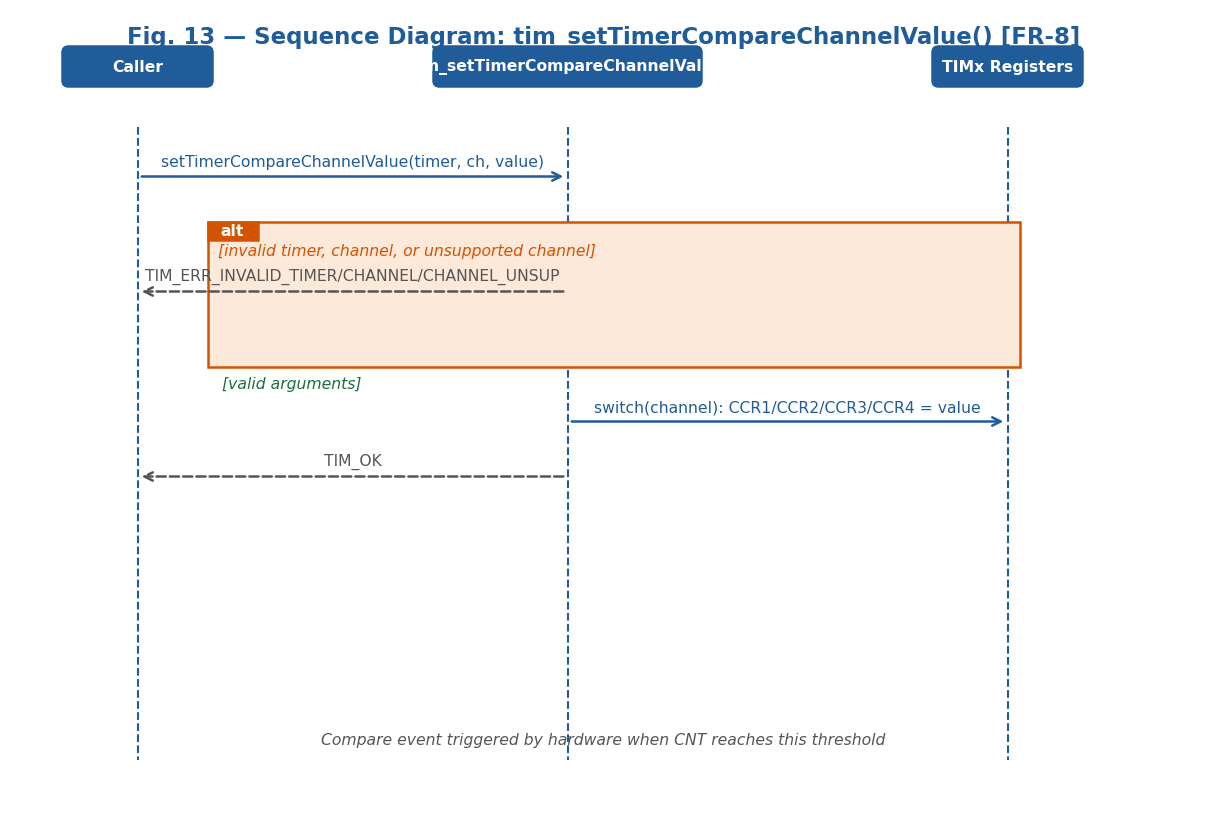 Fig. 13 — Sequence Diagram: tim_setTimerCompareChannelValue() [FR-8]
Caller
m_setTimerCompareChannelVal
TIMx Registers
setTimerCompareChannelValue(timer, ch, value)
alt
[invalid timer, channel, or unsupported channel]
TIM_ERR_INVALID_TIMER/CHANNEL/CHANNEL_UNSUP
[valid arguments]
switch(channel): CCR1/CCR2/CCR3/CCR4 = value
TIM_OK
Compare event triggered by hardware when CNT reaches this threshold